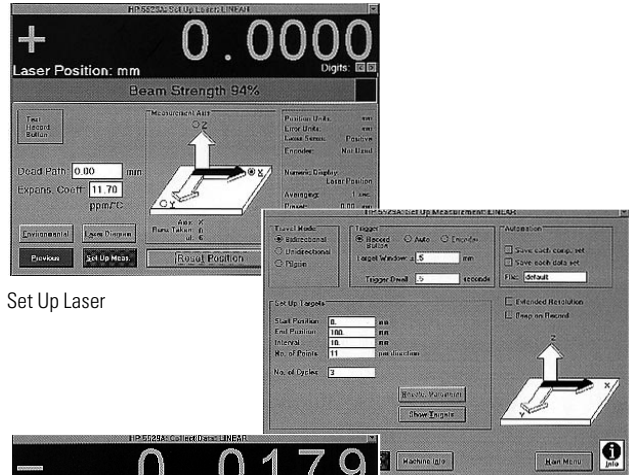 HP 5529A: Set Up Laser: LINEAR
+ 0.0000
Laser Position: mm
Digits:
Beam Strength 94%
Test
Record
Button
Measurement Axis
Z
X
Y
Position Units: mm
Error Units:
Laser Sense: Positive
Encoder: Not Used
Numeric Display:
Laser Position
Averaging: 1 sec.
Preset: 0.00 mm
Dead Path: 0.00 mm
Expans. Coeff: 11.70
ppm/°C
Axis: X
Runs Taken: 0
of: 6
Environmental
Laser Diagram
Previous
Set Up Meas.
Reset Position
Set Up Laser
HP 5529A: Set Up Measurement: LINEAR
Travel Mode
Bidirectional
Unidirectional
Pilgrim
Trigger
Record
Button
Auto
Encoder
Target Window: ± .5 mm
Trigger Dwell: .5 seconds
Automation
Save each comp. set
Save each data set
File: default
Extended Resolution
Beep on Record
Set Up Targets
Start Position: 0. mm
End Position: 100. mm
Interval: 10. mm
No. of Points: 11 per direction
No. of Cycles: 3
Show Targets
Z
X
Y
Machine Info
Main Menu
Info
HP 5529A: Collect Data: LINEAR
- 0.0179